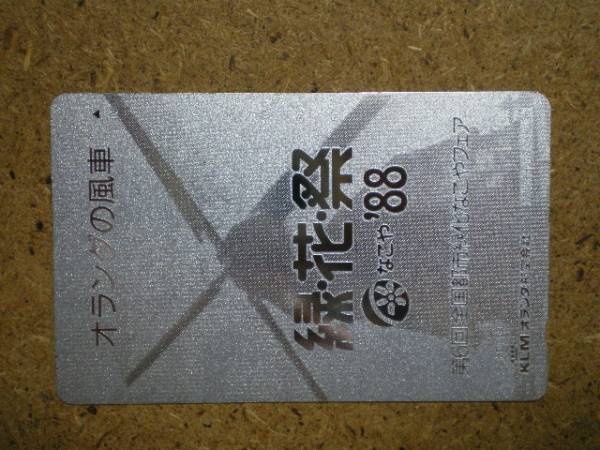 オランダの風車
緑・花・祭
なごや'88
第6回全国都市緑化なごやフェア
KLMオランダ航空会社